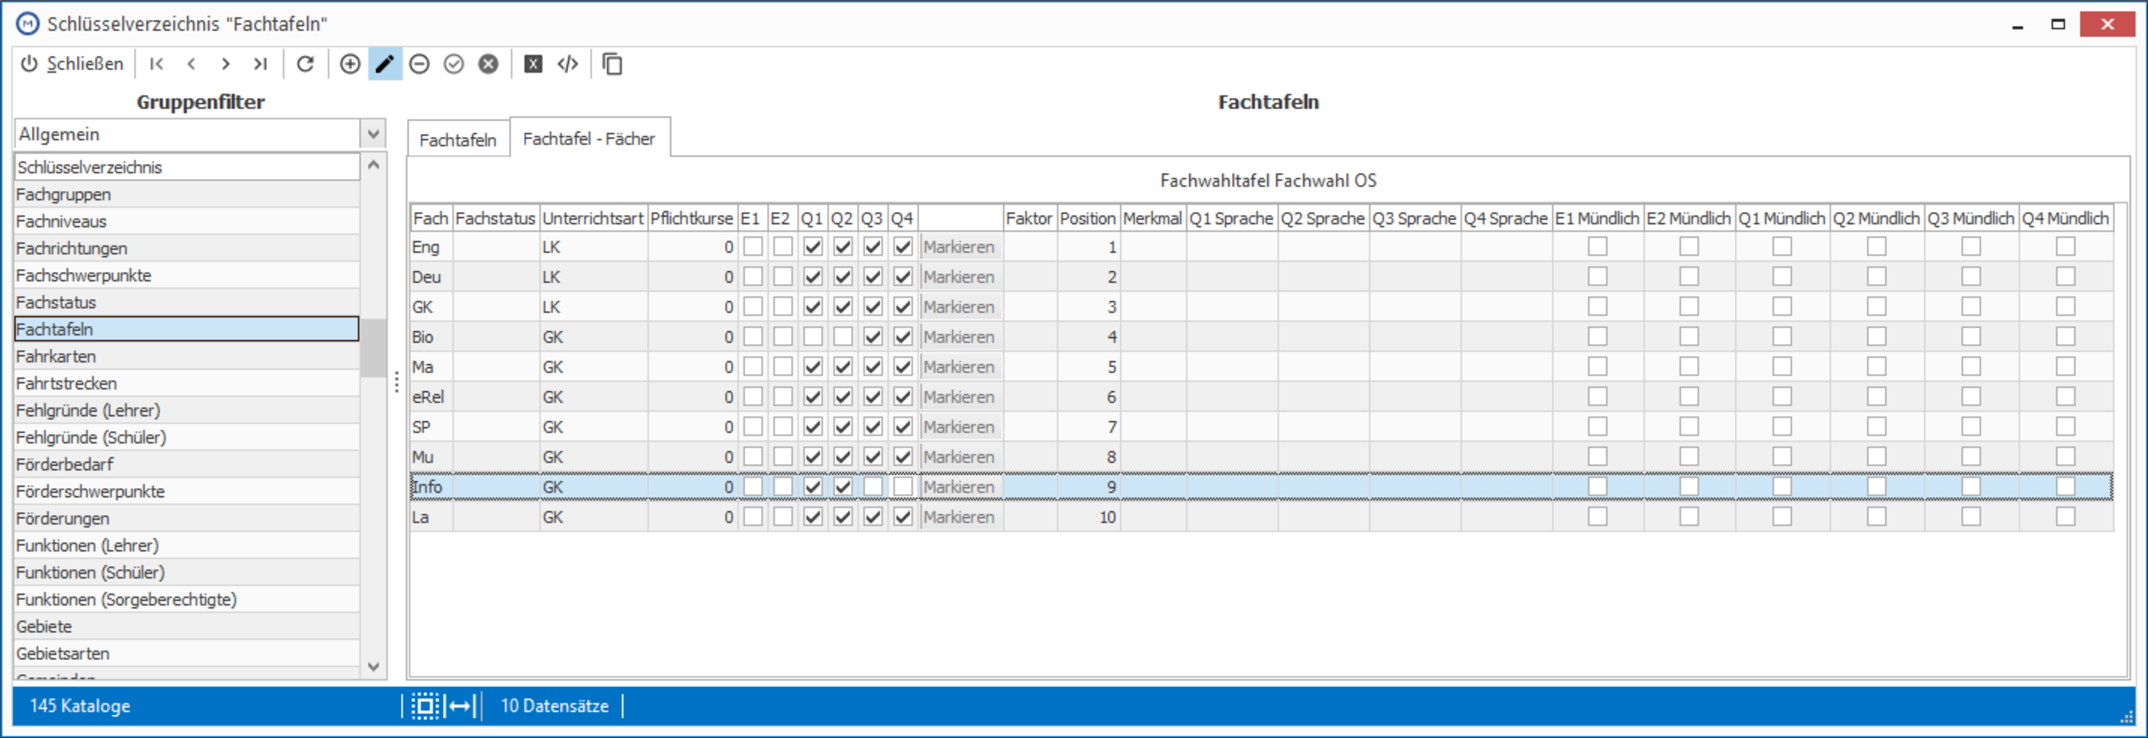 Schlüsselverzeichnis "Fachtafeln"
Schließen
Gruppenfilter
Fachtafeln
Allgemein
Schlüsselverzeichnis
Fachgruppen
Fachniveaus
Fachrichtungen
Fachschwerpunkte
Fachstatus
Fachtafeln
Fahrkarten
Fahrtstrecken
Fehlgründe (Lehrer)
Fehlgründe (Schüler)
Förderbedarf
Förderschwerpunkte
Förderungen
Funktionen (Lehrer)
Funktionen (Schüler)
Funktionen (Sorgeberechtigte)
Gebiete
Gebietsarten
Fachtafeln Fachtafel - Fächer
Fachwahltafel Fachwahl OS
Fach Fachstatus Unterrichtsart Pflichtkurse E1 E2 Q1 Q2 Q3 Q4 Faktor Position Merkmal Q1 Sprache Q2 Sprache Q3 Sprache Q4 Sprache E1 Mündlich E2 Mündlich Q1 Mündlich Q2 Mündlich Q3 Mündlich Q4 Mündlich
Eng LK 0 Markieren 1
Deu LK 0 Markieren 2
GK LK 0 Markieren 3
Bio GK 0 Markieren 4
Ma GK 0 Markieren 5
eRel GK 0 Markieren 6
SP GK 0 Markieren 7
Mu GK 0 Markieren 8
Info GK 0 Markieren 9
La GK 0 Markieren 10
145 Kataloge 10 Datensätze